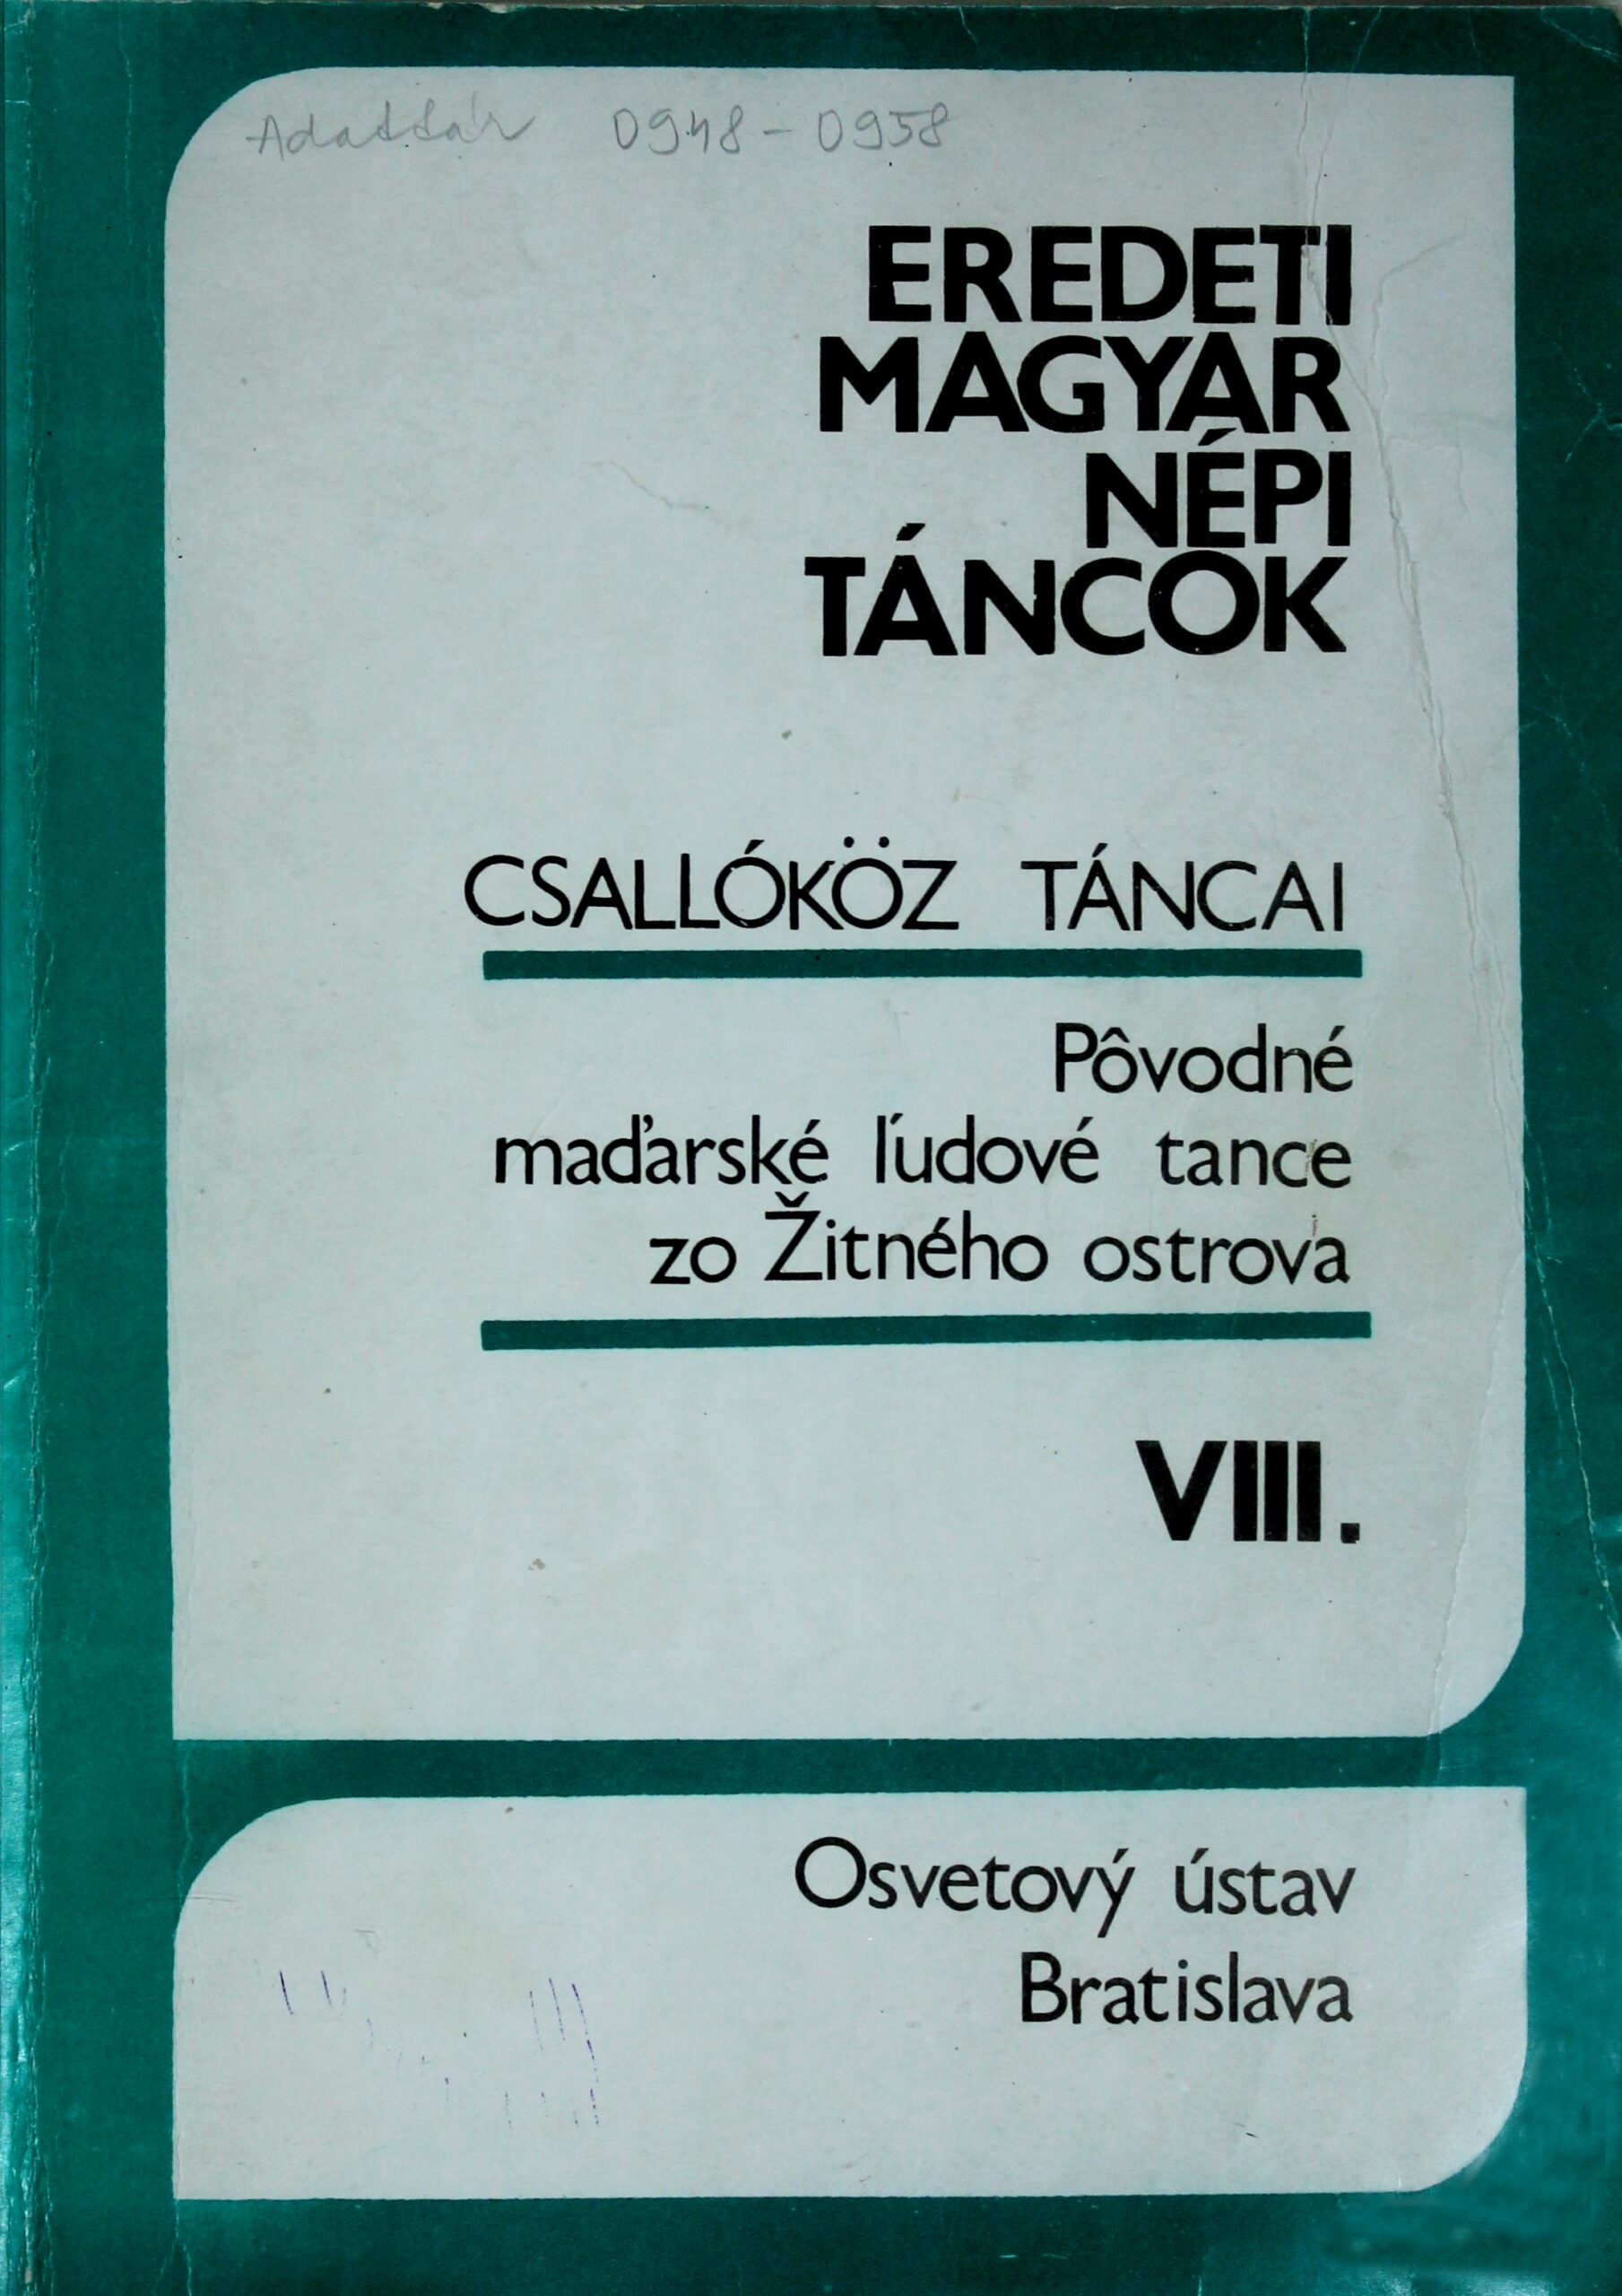 Adattár 0948-0958
EREDETI
MAGYAR
NÉPI
TÁNCOK
CSALLÓKÖZ TÁNCAI
Pôvodné
maďarské ľudové tance
zo Žitného ostrova
VIII.
Osvetový ústav
Bratislava